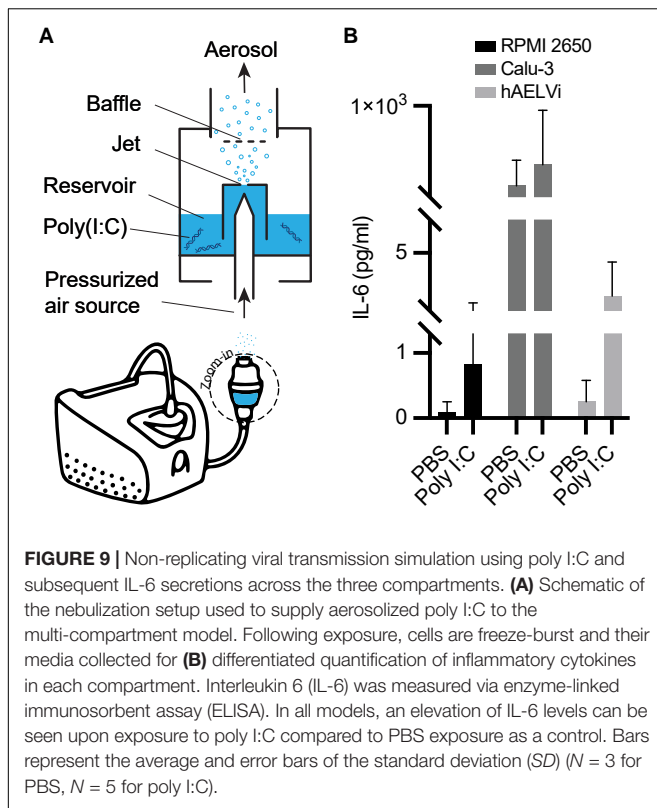 A
Aerosol
Baffle
Jet
Reservoir
Poly(I:C)
Pressurized
air source
Zoom-in
B
RPMI 2650
Calu-3
hAELVi
1×10³
5
1
0
IL-6 (pg/ml)
PBS
Poly I:C
PBS
Poly I:C
PBS
Poly I:C
FIGURE 9 | Non-replicating viral transmission simulation using poly I:C and
subsequent IL-6 secretions across the three compartments. (A) Schematic of
the nebulization setup used to supply aerosolized poly I:C to the
multi-compartment model. Following exposure, cells are freeze-burst and their
media collected for (B) differentiated quantification of inflammatory cytokines
in each compartment. Interleukin 6 (IL-6) was measured via enzyme-linked
immunosorbent assay (ELISA). In all models, an elevation of IL-6 levels can be
seen upon exposure to poly I:C compared to PBS exposure as a control. Bars
represent the average and error bars of the standard deviation (SD) (N = 3 for
PBS, N = 5 for poly I:C).